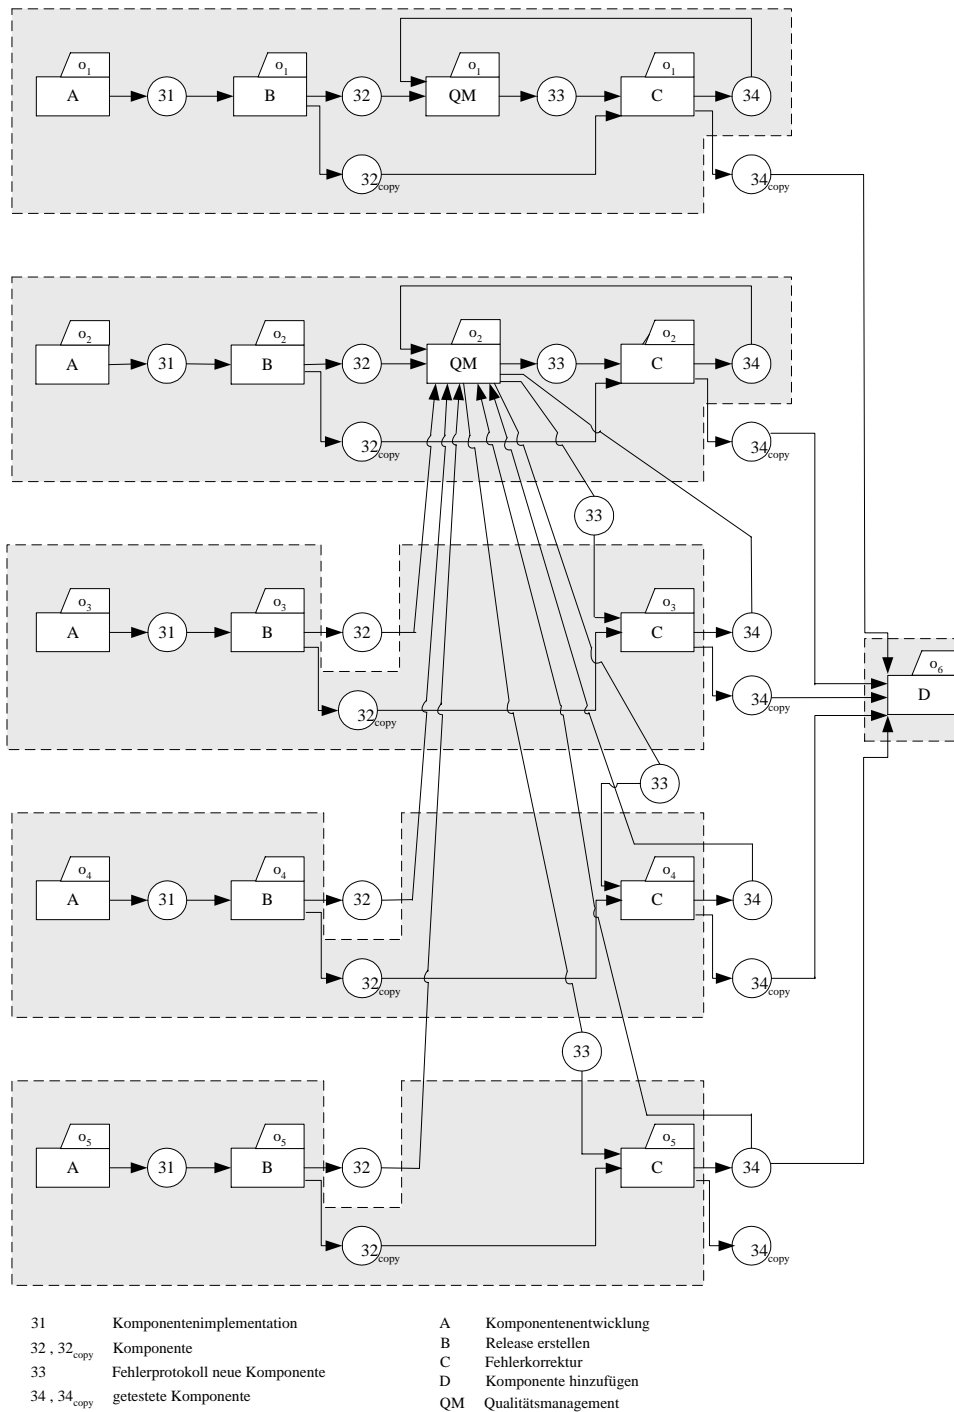 o1 o1 o1 o1
A 31 B 32 QM 33 C 34
32copy 34copy
o2 o2 o2 o2
A 31 B 32 QM 33 C 34
32copy 34copy
33
o3 o3 o3
A 31 B 32 C 34
32copy 34copy
o6
D
33
o4 o4 o4
A 31 B 32 C 34
32copy 34copy
33
o5 o5 o5
A 31 B 32 C 34
32copy 34copy
31 Komponentenimplementation
32 , 32copy Komponente
33 Fehlerprotokoll neue Komponente
34 , 34copy getestete Komponente
A Komponentenentwicklung
B Release erstellen
C Fehlerkorrektur
D Komponente hinzufügen
QM Qualitätsmanagement